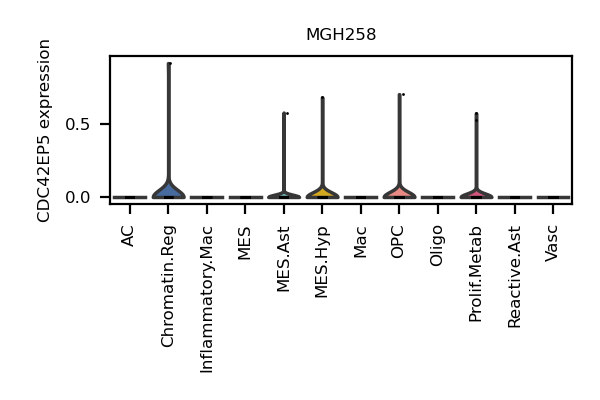 MGH258
CDC42EP5 expression
0.5
0.0
AC
Chromatin.Reg
Inflammatory.Mac
MES
MES.Ast
MES.Hyp
Mac
OPC
Oligo
Prolif.Metab
Reactive.Ast
Vasc